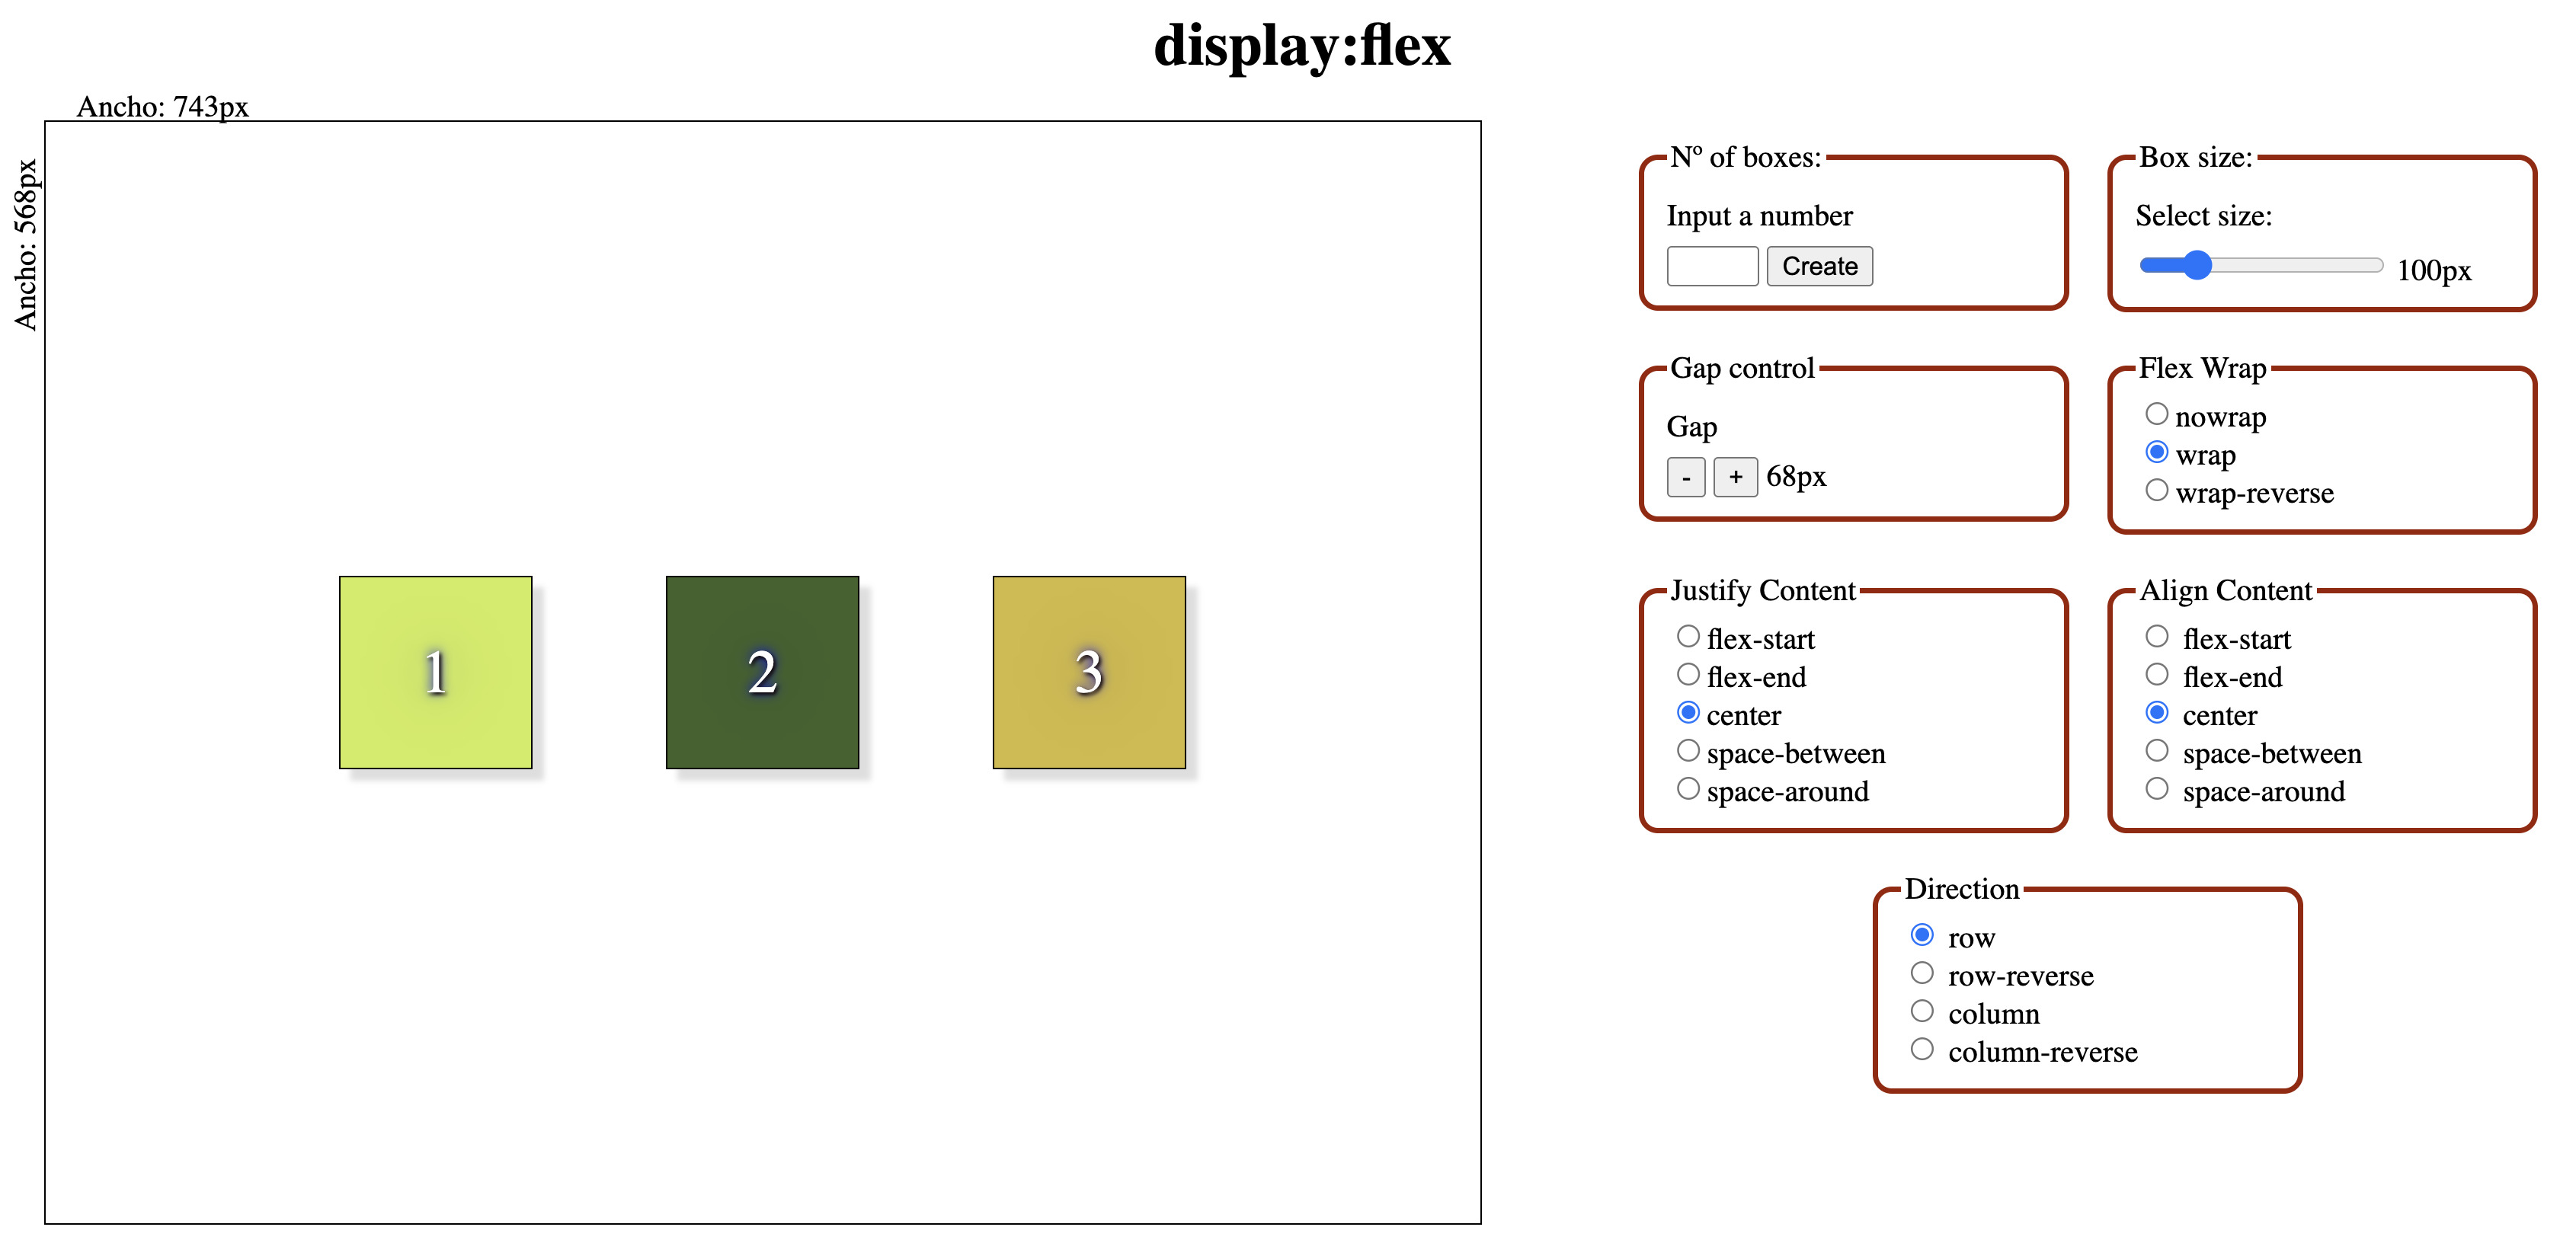 display:flex
Ancho: 743px
Ancho: 568px
1
2
3
Nº of boxes:
Input a number
Create
Box size:
Select size:
100px
Gap control
Gap
- + 68px
Flex Wrap
nowrap
wrap
wrap-reverse
Justify Content
flex-start
flex-end
center
space-between
space-around
Align Content
flex-start
flex-end
center
space-between
space-around
Direction
row
row-reverse
column
column-reverse